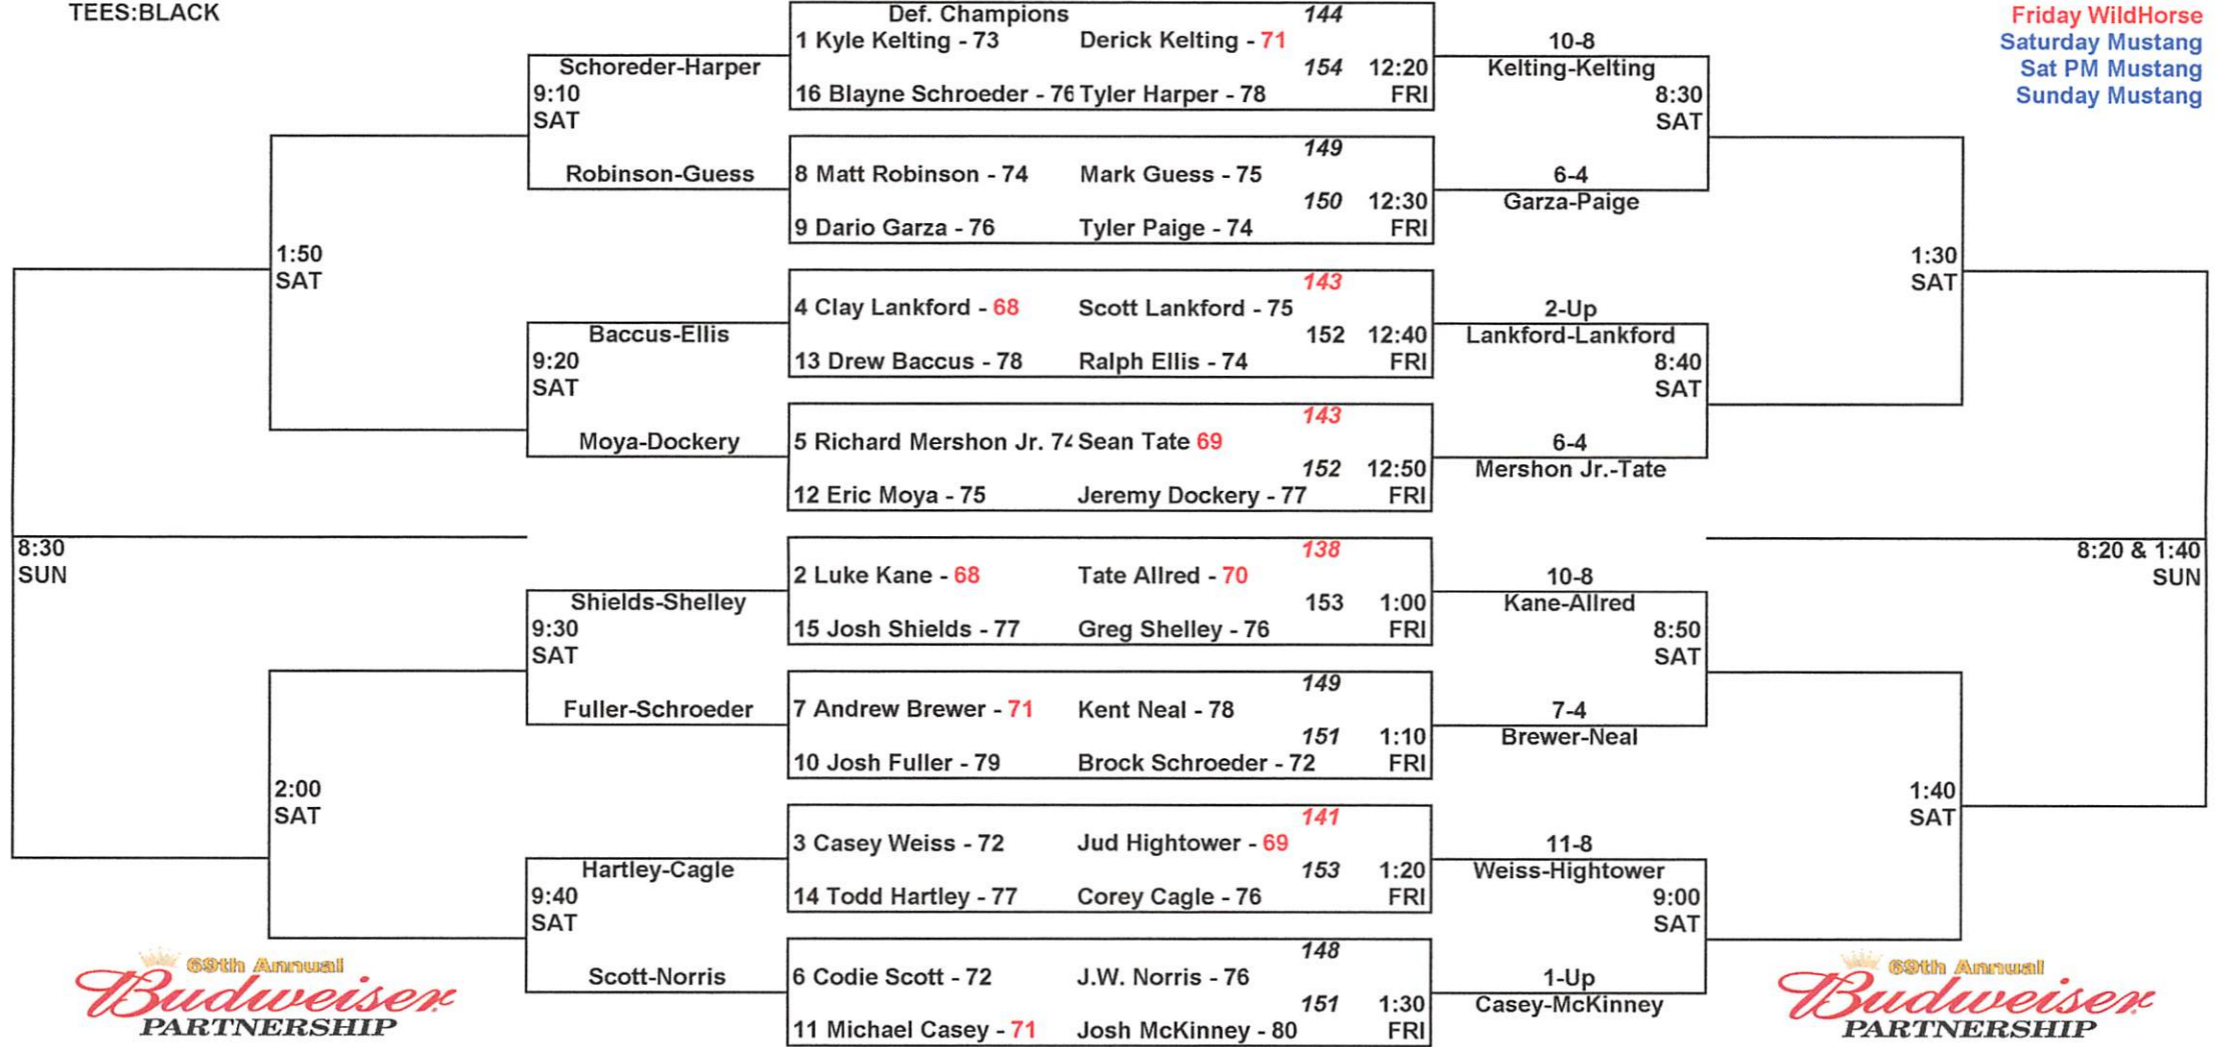 TEES:BLACK
Friday WildHorse
Saturday Mustang
Sat PM Mustang
Sunday Mustang
Def. Champions 144
1 Kyle Kelting - 73 Derick Kelting - 71
154 12:20
16 Blayne Schroeder - 76 Tyler Harper - 78 FRI
Schoreder-Harper
9:10
SAT
10-8
Kelting-Kelting
8:30
SAT
149
8 Matt Robinson - 74 Mark Guess - 75
150 12:30
9 Dario Garza - 76 Tyler Paige - 74 FRI
Robinson-Guess
6-4
Garza-Paige
1:50
SAT
1:30
SAT
143
4 Clay Lankford - 68 Scott Lankford - 75
152 12:40
13 Drew Baccus - 78 Ralph Ellis - 74 FRI
Baccus-Ellis
9:20
SAT
2-Up
Lankford-Lankford
8:40
SAT
143
5 Richard Mershon Jr. 74 Sean Tate 69
152 12:50
12 Eric Moya - 75 Jeremy Dockery - 77 FRI
Moya-Dockery
6-4
Mershon Jr.-Tate
8:30
SUN
8:20 & 1:40
SUN
138
2 Luke Kane - 68 Tate Allred - 70
153 1:00
15 Josh Shields - 77 Greg Shelley - 76 FRI
Shields-Shelley
9:30
SAT
10-8
Kane-Allred
8:50
SAT
149
7 Andrew Brewer - 71 Kent Neal - 78
151 1:10
10 Josh Fuller - 79 Brock Schroeder - 72 FRI
Fuller-Schroeder
7-4
Brewer-Neal
2:00
SAT
1:40
SAT
141
3 Casey Weiss - 72 Jud Hightower - 69
153 1:20
14 Todd Hartley - 77 Corey Cagle - 76 FRI
Hartley-Cagle
9:40
SAT
11-8
Weiss-Hightower
9:00
SAT
148
6 Codie Scott - 72 J.W. Norris - 76
151 1:30
11 Michael Casey - 71 Josh McKinney - 80 FRI
Scott-Norris
1-Up
Casey-McKinney
69th Annual
Budweiser
PARTNERSHIP
69th Annual
Budweiser
PARTNERSHIP